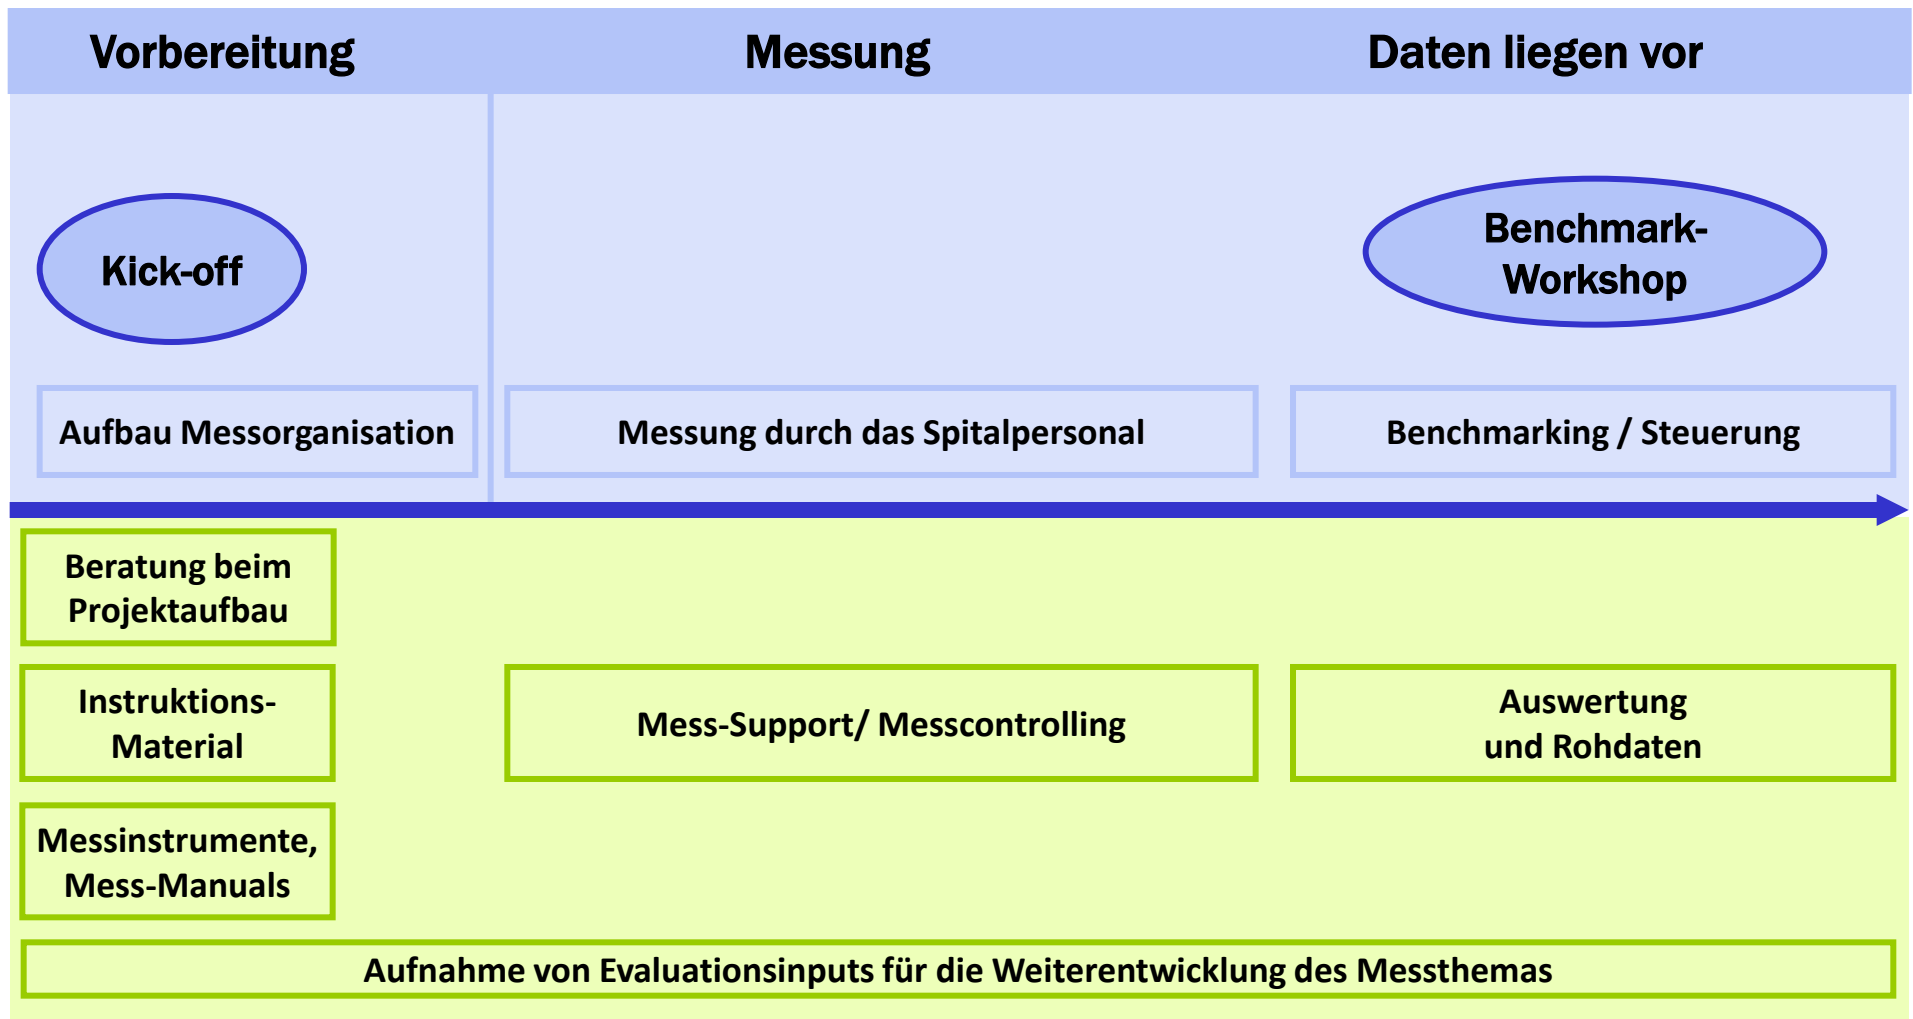 Vorbereitung
Messung
Daten liegen vor
Kick-off
Benchmark-
Workshop
Aufbau Messorganisation
Messung durch das Spitalpersonal
Benchmarking / Steuerung
Beratung beim
Projektaufbau
Instruktions-
Material
Mess-Support/ Messcontrolling
Auswertung
und Rohdaten
Messinstrumente,
Mess-Manuals
Aufnahme von Evaluationsinputs für die Weiterentwicklung des Messthemas